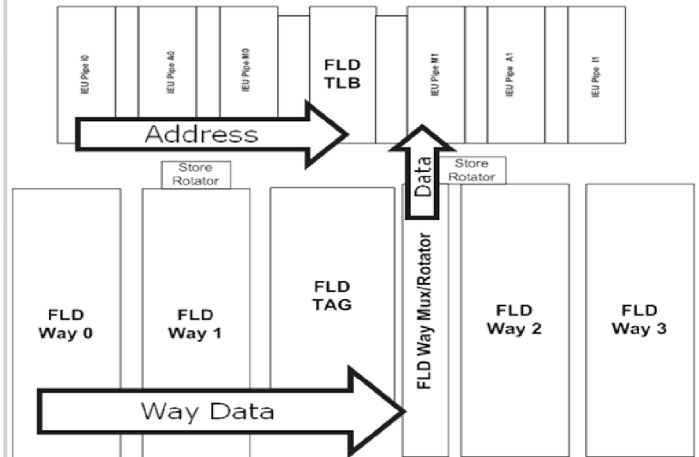 IEU Pipe I0
IEU Pipe A0
IEU Pipe M0
FLD
TLB
IEU Pipe M1
IEU Pipe A1
IEU Pipe I1
Address
Data
Store
Rotator
Store
Rotator
FLD
Way 0
FLD
Way 1
FLD
TAG
FLD Way Mux/Rotator
FLD
Way 2
FLD
Way 3
Way Data